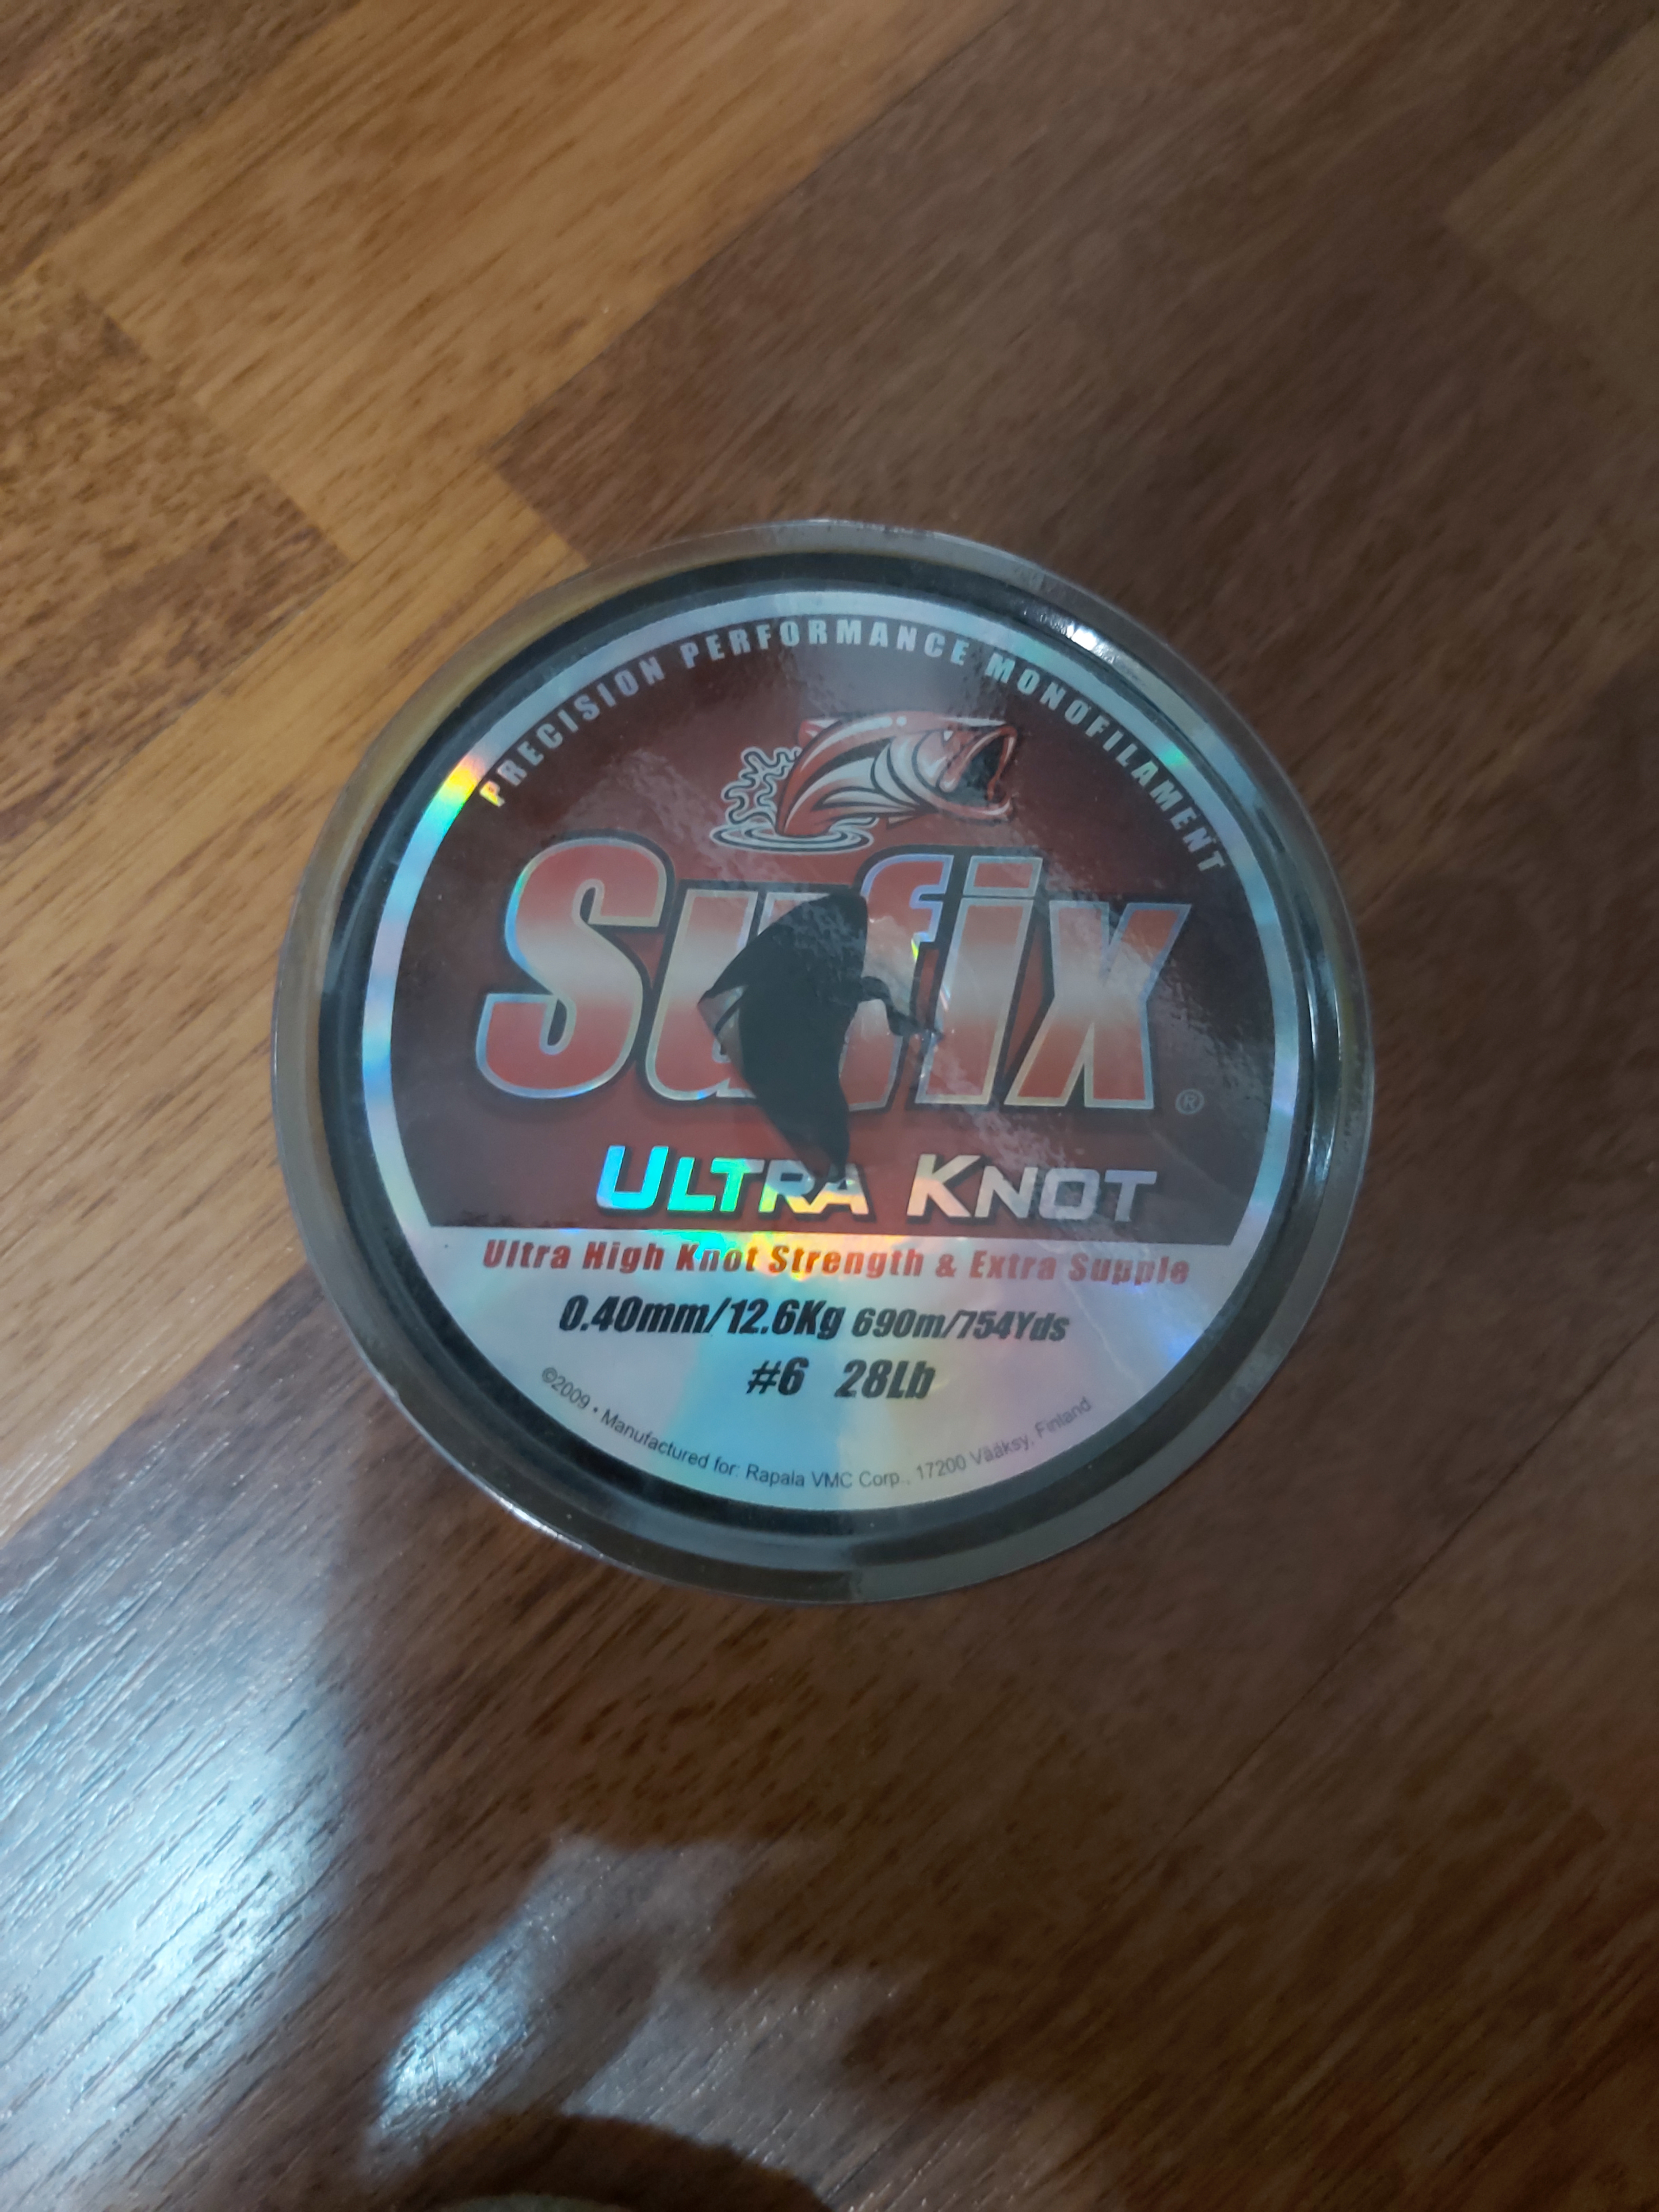 PRECISION PERFORMANCE MONOFILAMENT
Sufix®
ULTRA KNOT
Ultra High Knot Strength & Extra Supple
0.40mm/12.6Kg 690m/754Yds
#6 28Lb
©2009 • Manufactured for: Rapala VMC Corp., 17200 Vääksy, Finland